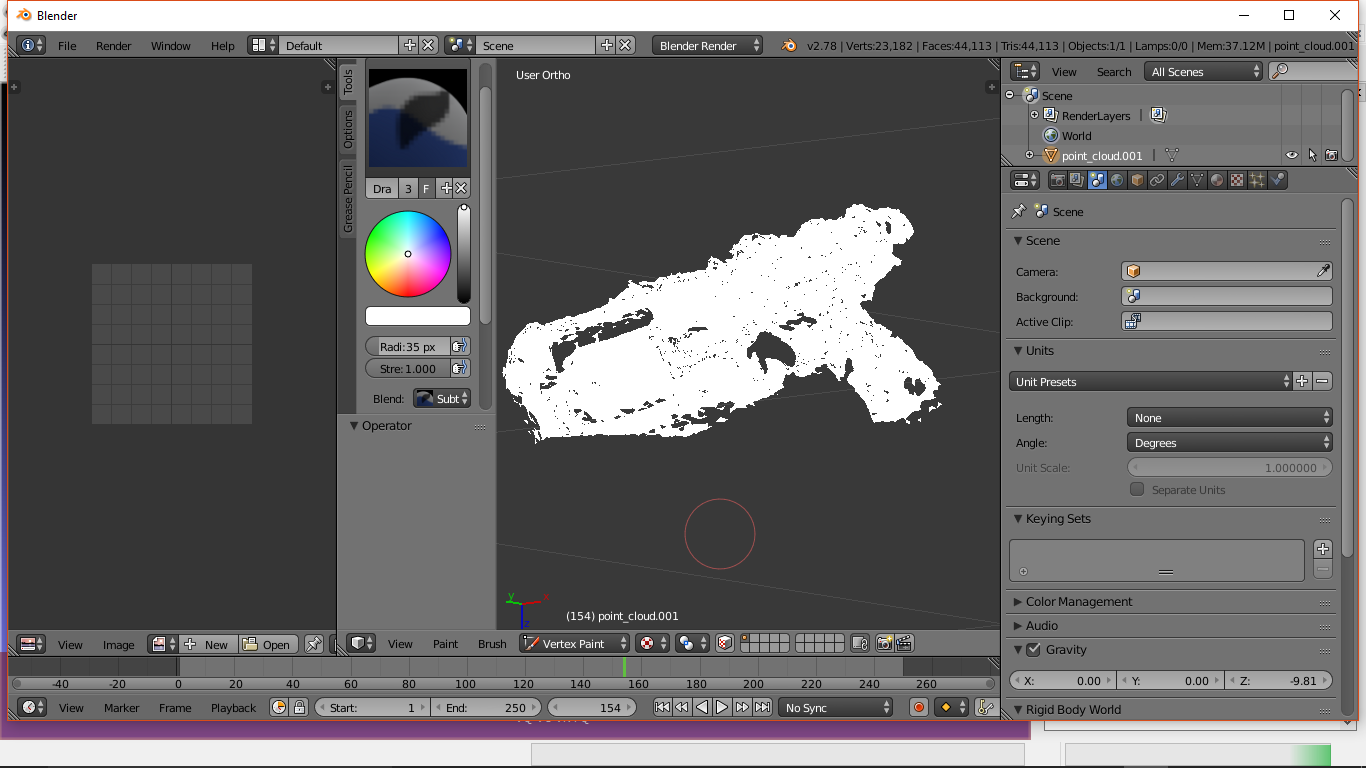 Blender
File Render Window Help Default Scene Blender Render v2.78 | Verts:23,182 | Faces:44,113 | Tris:44,113 | Objects:1/1 | Lamps:0/0 | Mem:37.12M | point_cloud.001
Tools
Options
Grease Pencil
Dra 3 F
Radi:35 px
Stre:1.000
Blend: Subt
Operator
User Ortho
y x
z
(154) point_cloud.001
View Search All Scenes
Scene
RenderLayers
World
point_cloud.001
Scene
Scene
Camera:
Background:
Active Clip:
Units
Unit Presets
Length: None
Angle: Degrees
Unit Scale: 1.000000
Separate Units
Keying Sets
Color Management
Audio
Gravity
X: 0.00 Y: 0.00 Z: -9.81
Rigid Body World
View Image New Open
View Paint Brush Vertex Paint
-40 -20 0 20 40 60 80 100 120 140 160 180 200 220 240 260
View Marker Frame Playback Start: 1 End: 250 154 No Sync